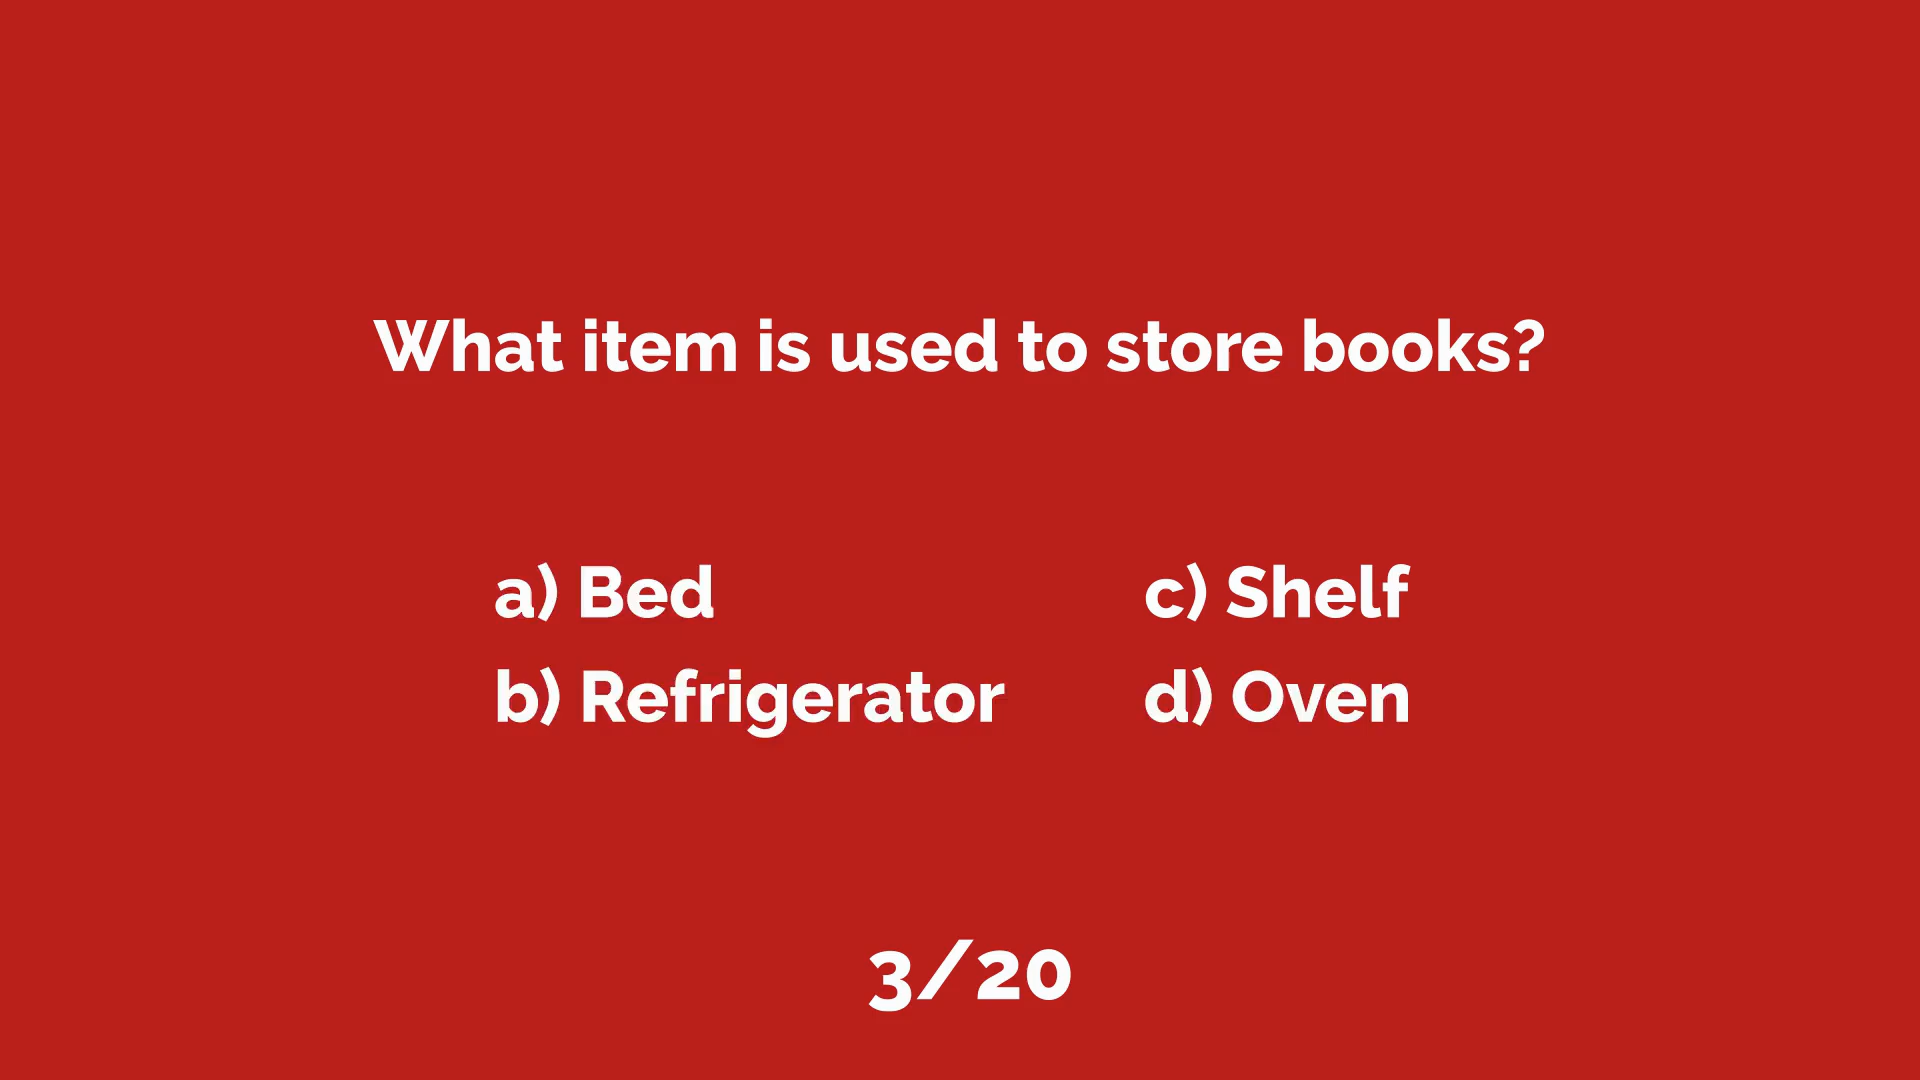 What item is used to store books?
a) Bed
b) Refrigerator
c) Shelf
d) Oven
3/20